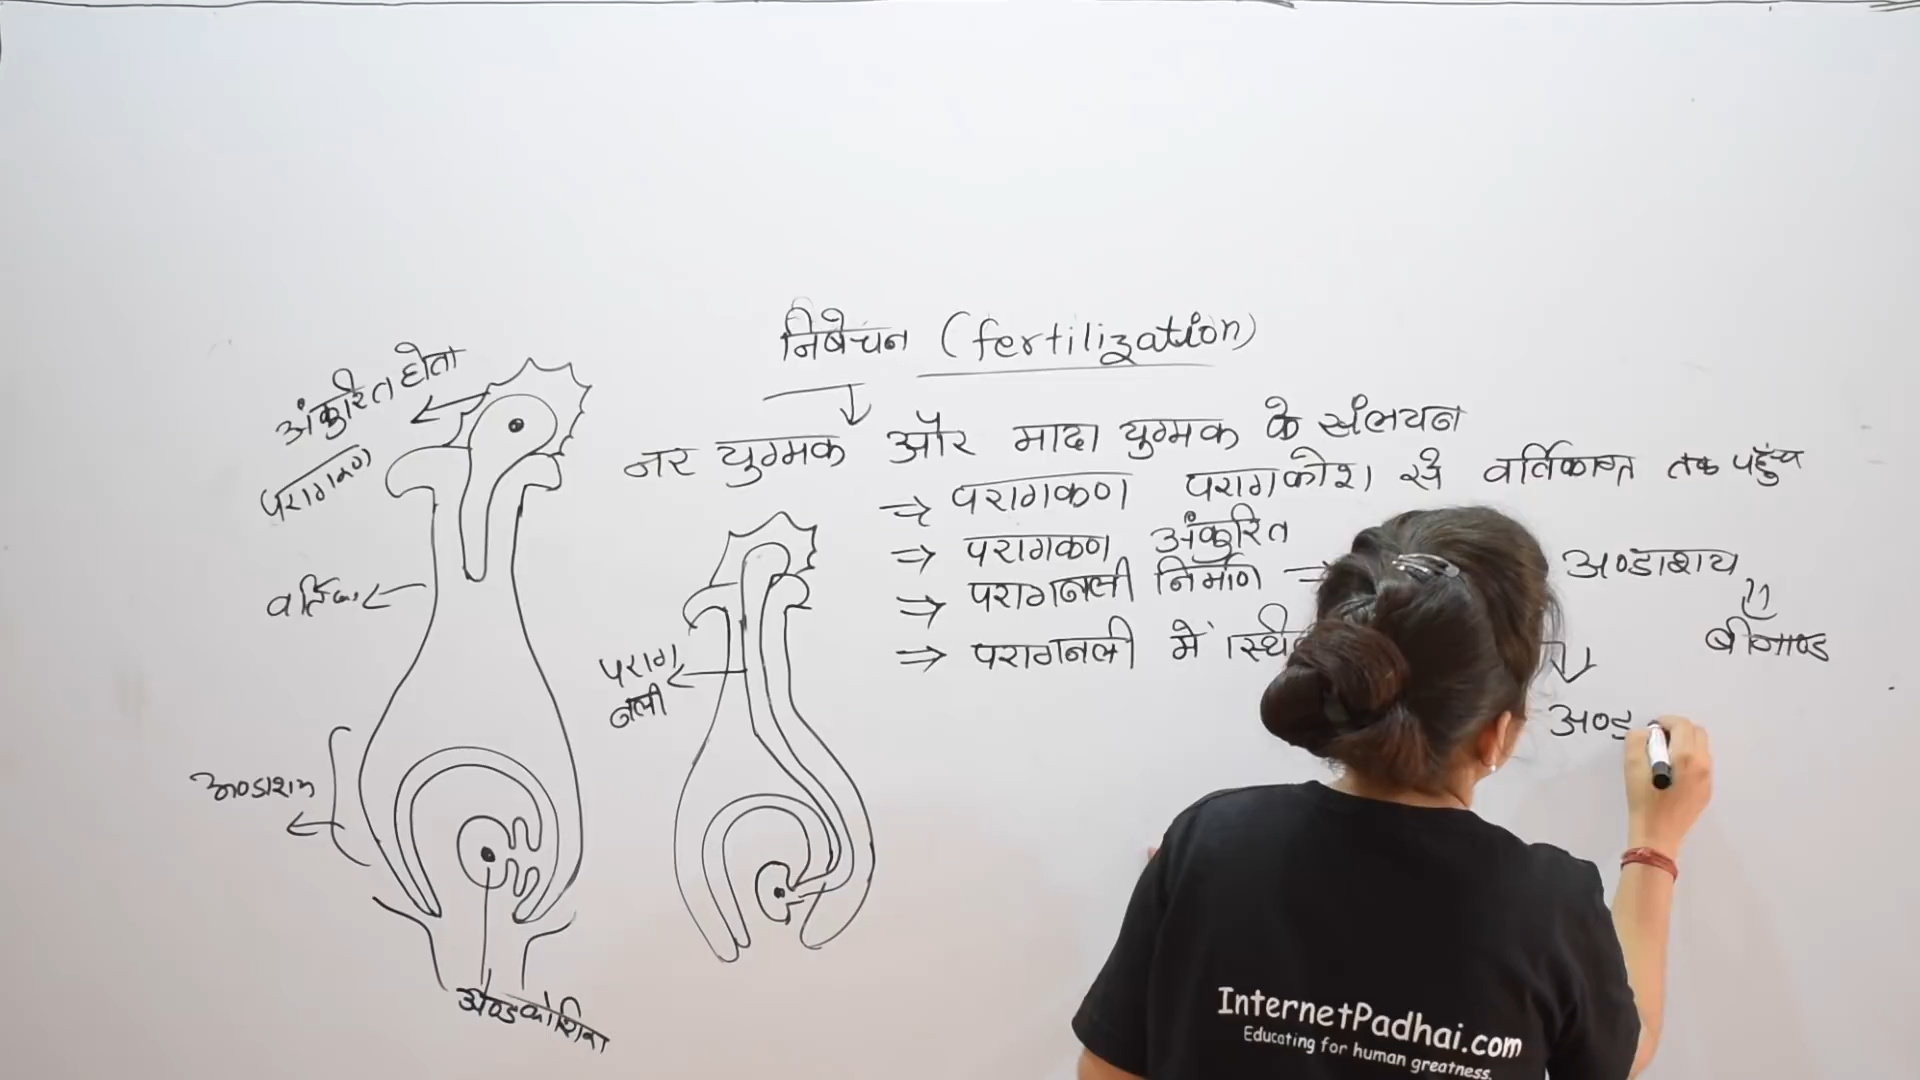 निषेचन (fertilization)
नर युग्मक और मादा युग्मक के संलयन
⇒ परागकण परागकोश से वर्तिकाग्र तक पहुँच
⇒ परागकण अंकुरित
⇒ परागनली निर्माण → अण्डाशय
बीजाण्ड
⇒ परागनली में स्थि
अण्ड
अंकुरित होता
परागकण
वर्तिका
अण्डाशय
अण्डकोशिका
पराग
नली
InternetPadhai.com
Educating for human greatness.